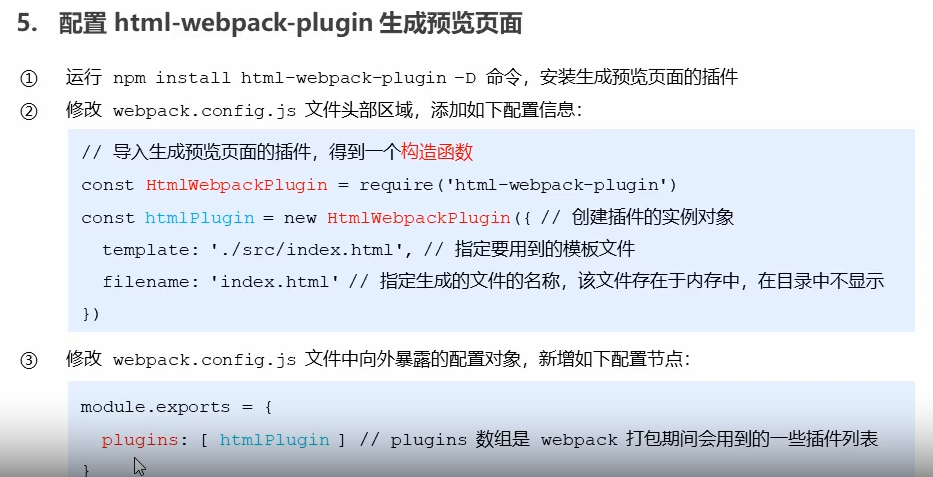 5. 配置 html-webpack-plugin 生成预览页面
① 运行 npm install html-webpack-plugin –D 命令，安装生成预览页面的插件
② 修改 webpack.config.js 文件头部区域，添加如下配置信息：
// 导入生成预览页面的插件，得到一个构造函数
const HtmlWebpackPlugin = require('html-webpack-plugin')
const htmlPlugin = new HtmlWebpackPlugin({ // 创建插件的实例对象
template: './src/index.html', // 指定要用到的模板文件
filename: 'index.html' // 指定生成的文件的名称，该文件存在于内存中，在目录中不显示
})
③ 修改 webpack.config.js 文件中向外暴露的配置对象，新增如下配置节点：
module.exports = {
plugins: [ htmlPlugin ] // plugins 数组是 webpack 打包期间会用到的一些插件列表
}